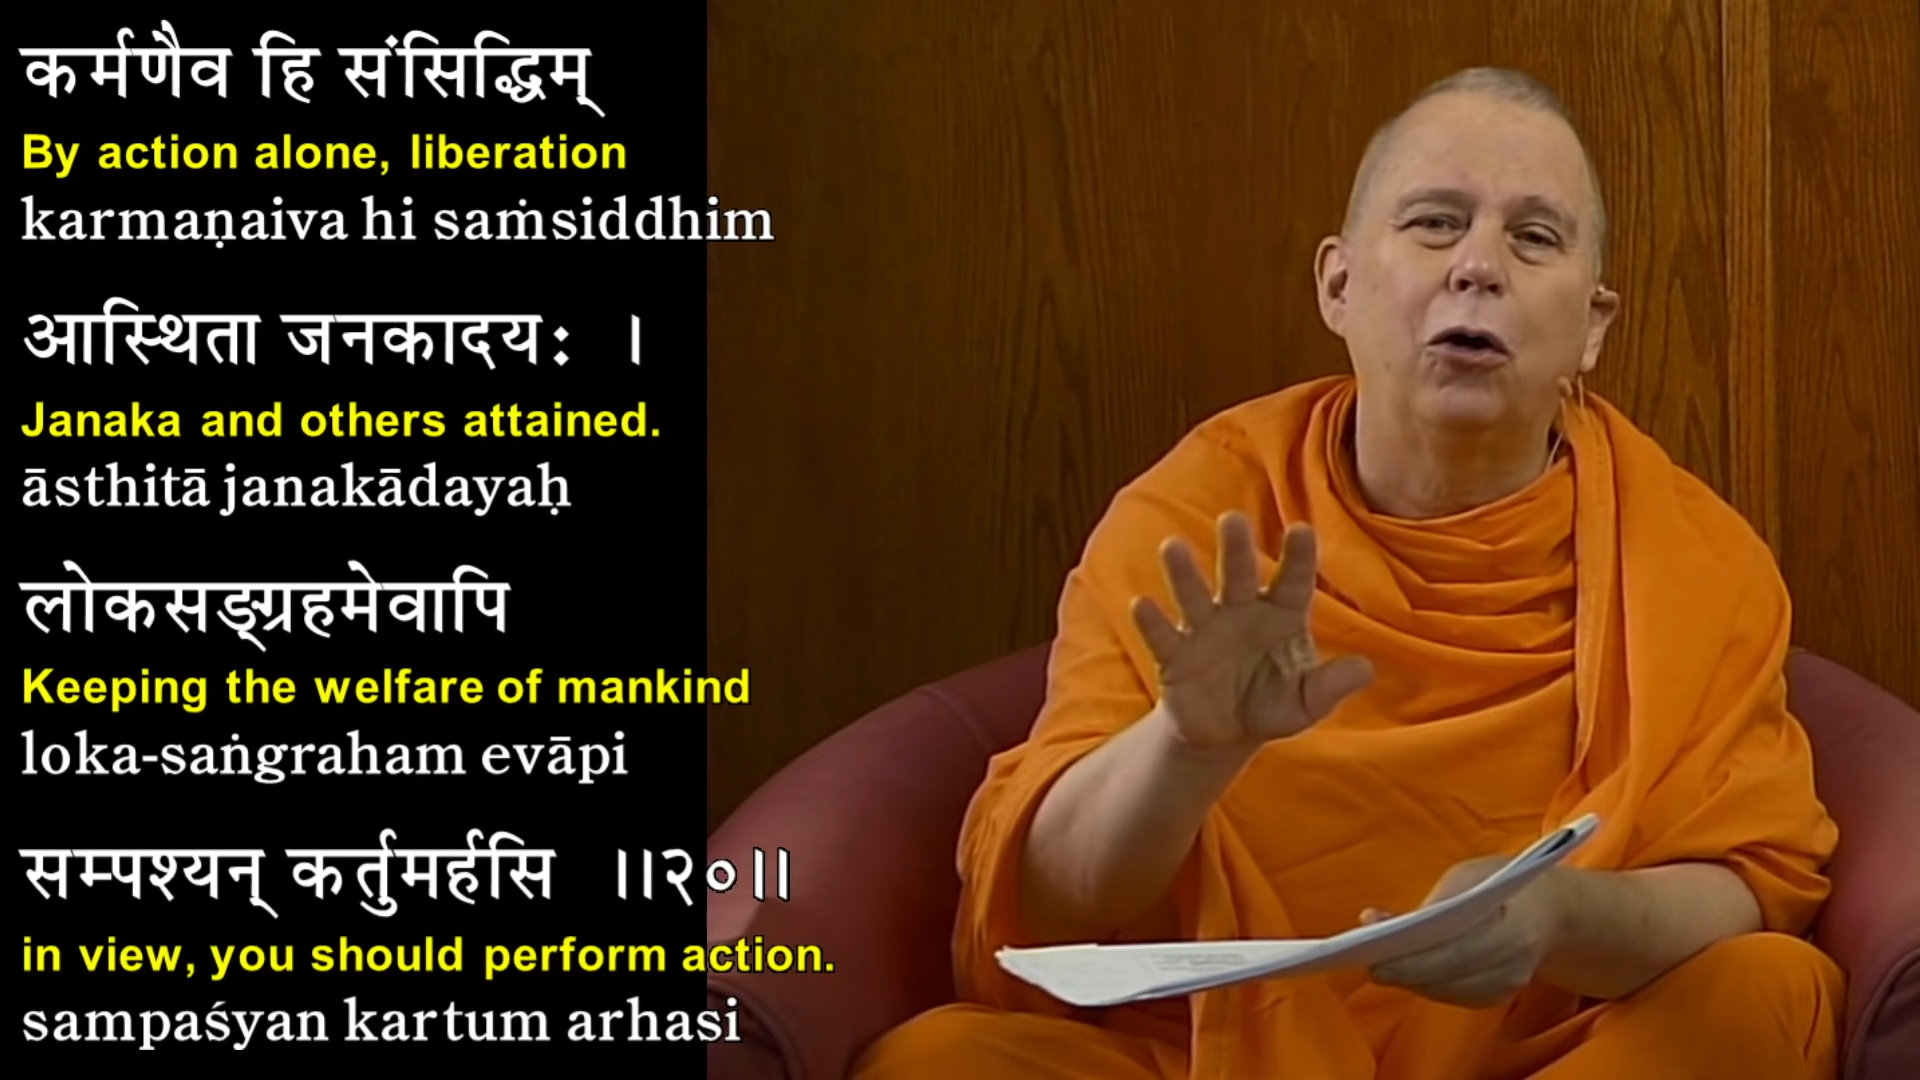 कर्मणैव हि संसिद्धिम्
By action alone, liberation
karmaṇaiva hi saṁsiddhim
आस्थिता जनकादयः ।
Janaka and others attained.
āsthitā janakādayaḥ
लोकसङ्ग्रहमेवापि
Keeping the welfare of mankind
loka-saṅgraham evāpi
सम्पश्यन् कर्तुमर्हसि ॥२०॥
in view, you should perform action.
sampaśyan kartum arhasi